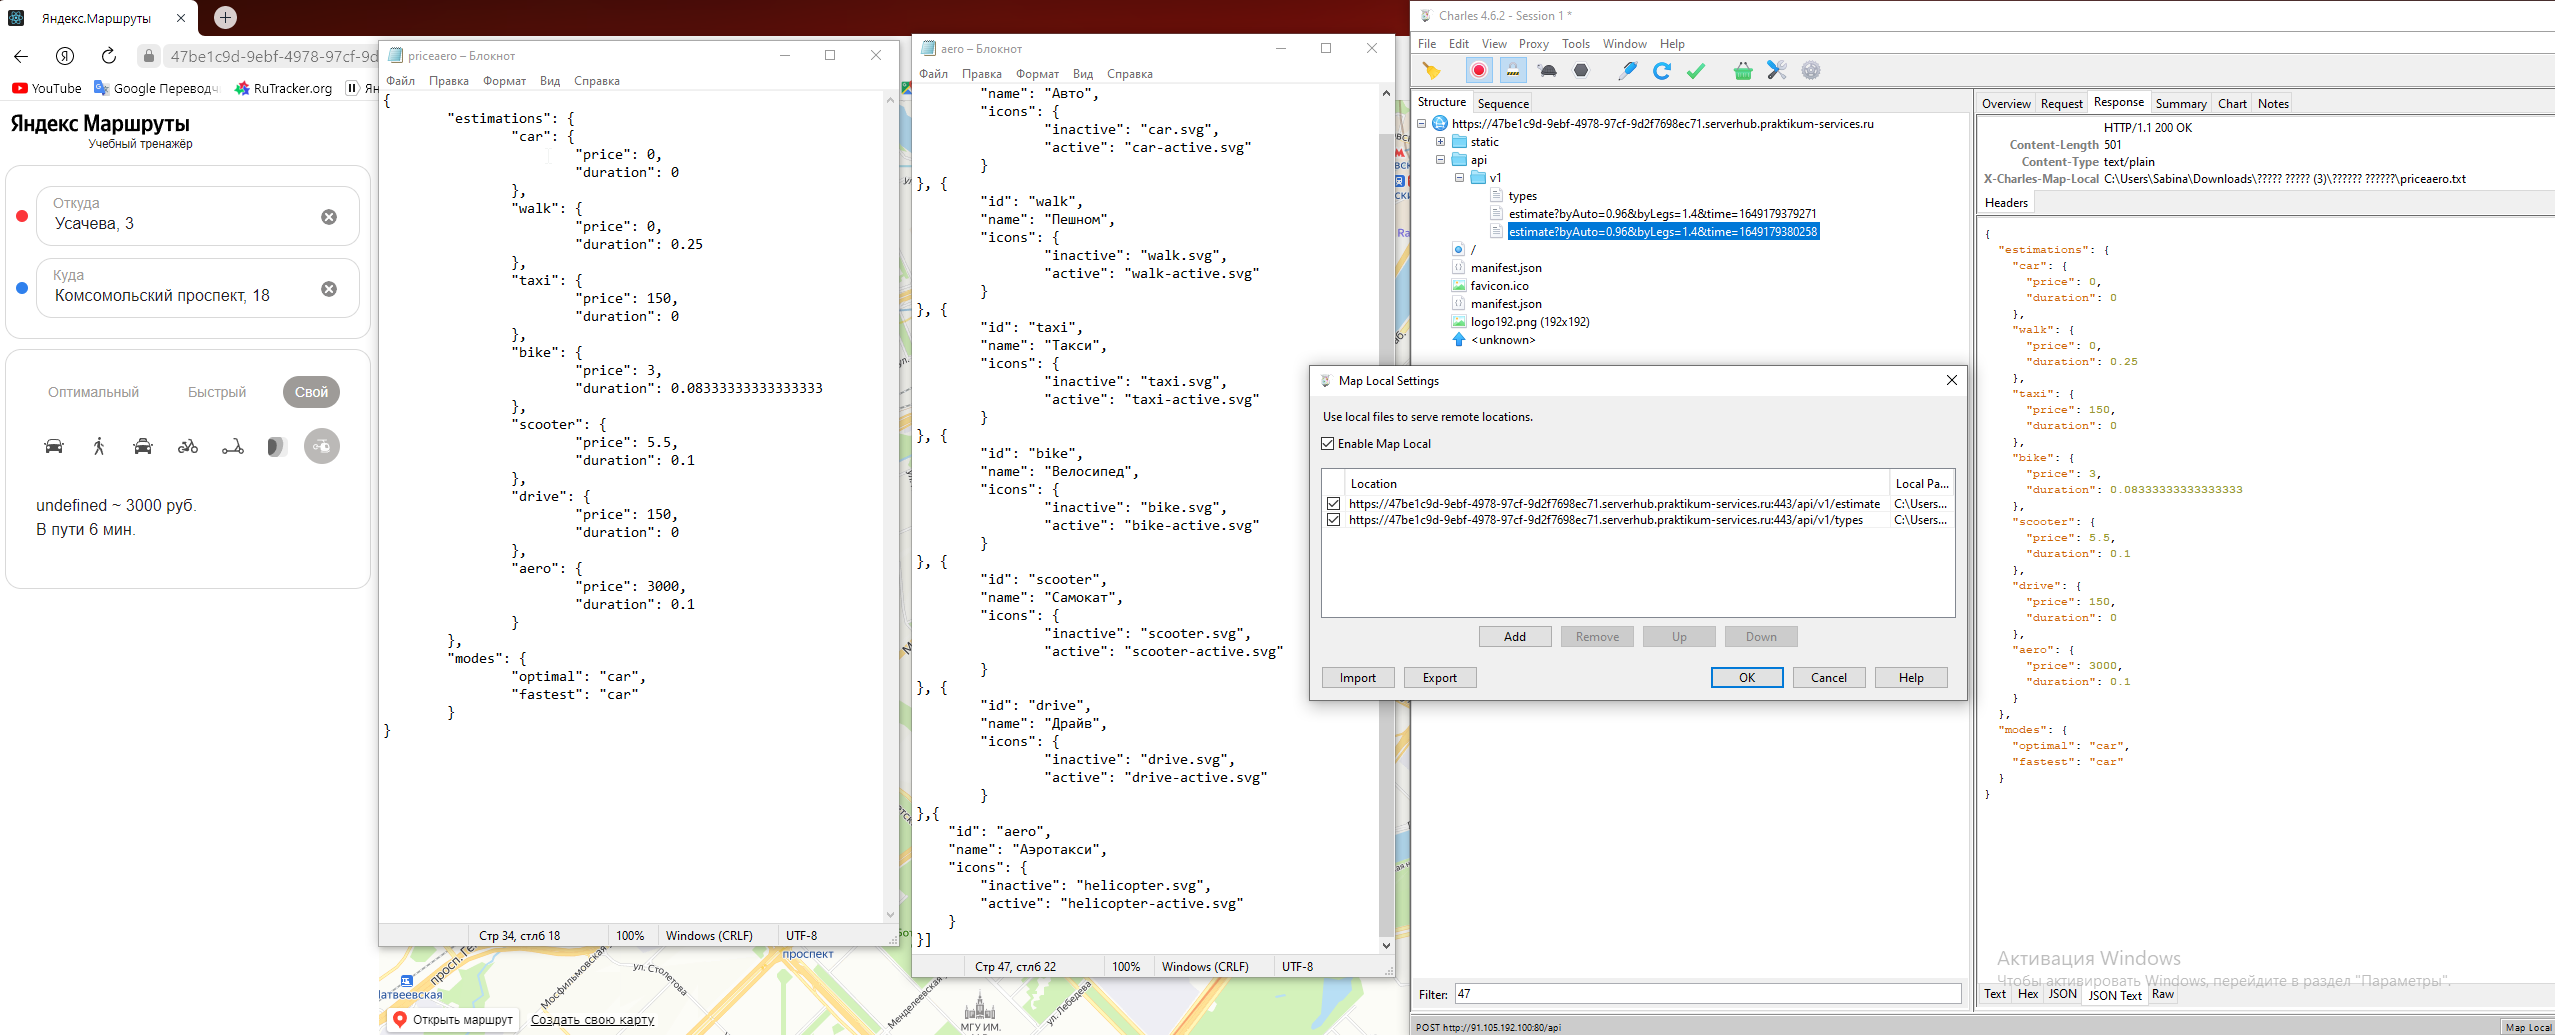 Яндекс.Маршруты
47be1c9d-9ebf-4978-97cf-9d
YouTube
Google Переводч
RuTracker.org
Ян
Яндекс Маршруты
Учебный тренажёр
Откуда
Усачева, 3
Куда
Комсомольский проспект, 18
Оптимальный
Быстрый
Свой
undefined ~ 3000 руб.
В пути 6 мин.
priceaero – Блокнот
Файл Правка Формат Вид Справка
{
"estimations": {
"car": {
"price": 0,
"duration": 0
},
"walk": {
"price": 0,
"duration": 0.25
},
"taxi": {
"price": 150,
"duration": 0
},
"bike": {
"price": 3,
"duration": 0.08333333333333333
},
"scooter": {
"price": 5.5,
"duration": 0.1
},
"drive": {
"price": 150,
"duration": 0
},
"aero": {
"price": 3000,
"duration": 0.1
}
},
"modes": {
"optimal": "car",
"fastest": "car"
}
}
Стр 34, стлб 18 100% Windows (CRLF) UTF-8
aero – Блокнот
Файл Правка Формат Вид Справка
"name": "Авто",
"icons": {
"inactive": "car.svg",
"active": "car-active.svg"
}
}, {
"id": "walk",
"name": "Пешком",
"icons": {
"inactive": "walk.svg",
"active": "walk-active.svg"
}
}, {
"id": "taxi",
"name": "Такси",
"icons": {
"inactive": "taxi.svg",
"active": "taxi-active.svg"
}
}, {
"id": "bike",
"name": "Велосипед",
"icons": {
"inactive": "bike.svg",
"active": "bike-active.svg"
}
}, {
"id": "scooter",
"name": "Самокат",
"icons": {
"inactive": "scooter.svg",
"active": "scooter-active.svg"
}
}, {
"id": "drive",
"name": "Драйв",
"icons": {
"inactive": "drive.svg",
"active": "drive-active.svg"
}
},{
"id": "aero",
"name": "Аэротакси",
"icons": {
"inactive": "helicopter.svg",
"active": "helicopter-active.svg"
}
}]
Стр 47, стлб 22 100% Windows (CRLF) UTF-8
проспект
просп. Ге
Мосфильмовская
ул. Столетова
Менделеевская
ул. Лебедева
МГУ ИМ.
Матвеевская
Открыть маршрут
Создать свою карту
Charles 4.6.2 - Session 1 *
File Edit View Proxy Tools Window Help
Structure Sequence
https://47be1c9d-9ebf-4978-97cf-9d2f7698ec71.serverhub.praktikum-services.ru
static
api
v1
types
estimate?byAuto=0.96&byLegs=1.4&time=1649179379271
estimate?byAuto=0.96&byLegs=1.4&time=1649179380258
/
manifest.json
favicon.ico
manifest.json
logo192.png (192x192)
<unknown>
Map Local Settings
Use local files to serve remote locations.
Enable Map Local
Location Local Pa...
https://47be1c9d-9ebf-4978-97cf-9d2f7698ec71.serverhub.praktikum-services.ru:443/api/v1/estimate C:\Users...
https://47be1c9d-9ebf-4978-97cf-9d2f7698ec71.serverhub.praktikum-services.ru:443/api/v1/types C:\Users...
Add Remove Up Down
Import Export OK Cancel Help
Filter: 47
POST http://91.105.192.100:80/api
Overview Request Response Summary Chart Notes
HTTP/1.1 200 OK
Content-Length 501
Content-Type text/plain
X-Charles-Map-Local C:\Users\Sabina\Downloads\????? ????? (3)\?????? ??????\priceaero.txt
Headers
{
"estimations": {
"car": {
"price": 0,
"duration": 0
},
"walk": {
"price": 0,
"duration": 0.25
},
"taxi": {
"price": 150,
"duration": 0
},
"bike": {
"price": 3,
"duration": 0.08333333333333333
},
"scooter": {
"price": 5.5,
"duration": 0.1
},
"drive": {
"price": 150,
"duration": 0
},
"aero": {
"price": 3000,
"duration": 0.1
}
},
"modes": {
"optimal": "car",
"fastest": "car"
}
}
Активация Windows
Чтобы активировать Windows, перейдите в раздел "Параметры".
Text Hex JSON JSON Text Raw
Map Local